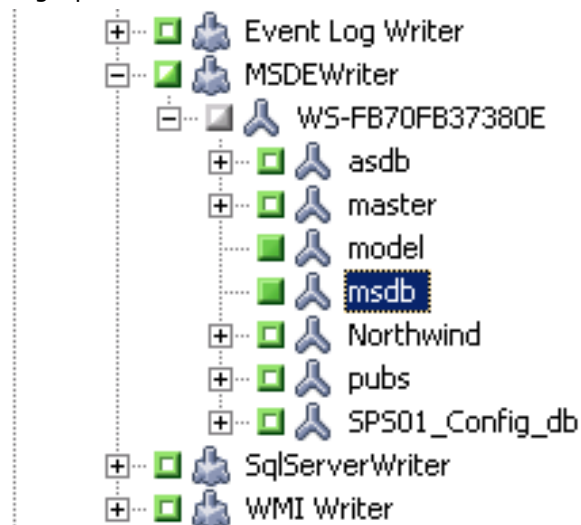 Event Log Writer
MSDEWriter
WS-FB70FB37380E
asdb
master
model
msdb
Northwind
pubs
SPS01_Config_db
SqlServerWriter
WMI Writer